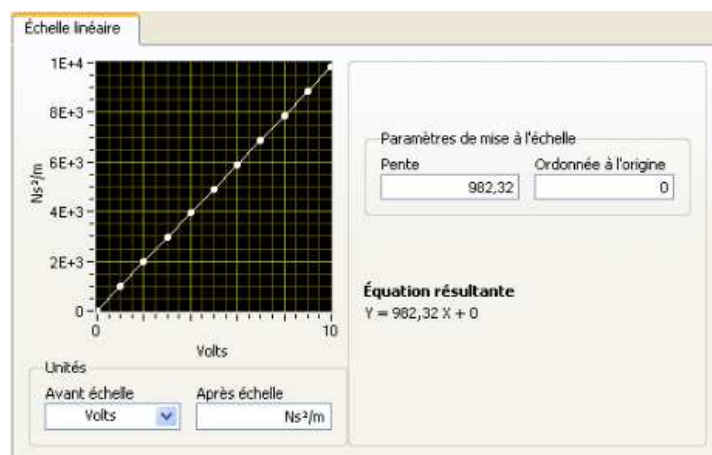 Échelle linéaire
1E+4
8E+3
6E+3
4E+3
2E+3
0
Ns²/m
0
10
Volts
Paramètres de mise à l'échelle
Pente
Ordonnée à l'origine
982,32
0
Équation résultante
Y = 982,32 X + 0
Unités
Avant échelle
Après échelle
Volts
Ns²/m